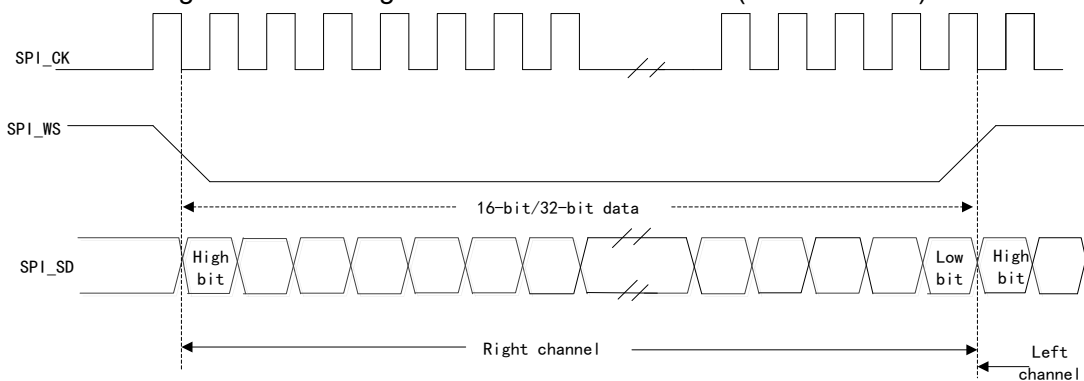 SPI_CK
SPI_WS
16-bit/32-bit data
SPI_SD
High
bit
Low
bit
High
bit
Right channel
Left
channel